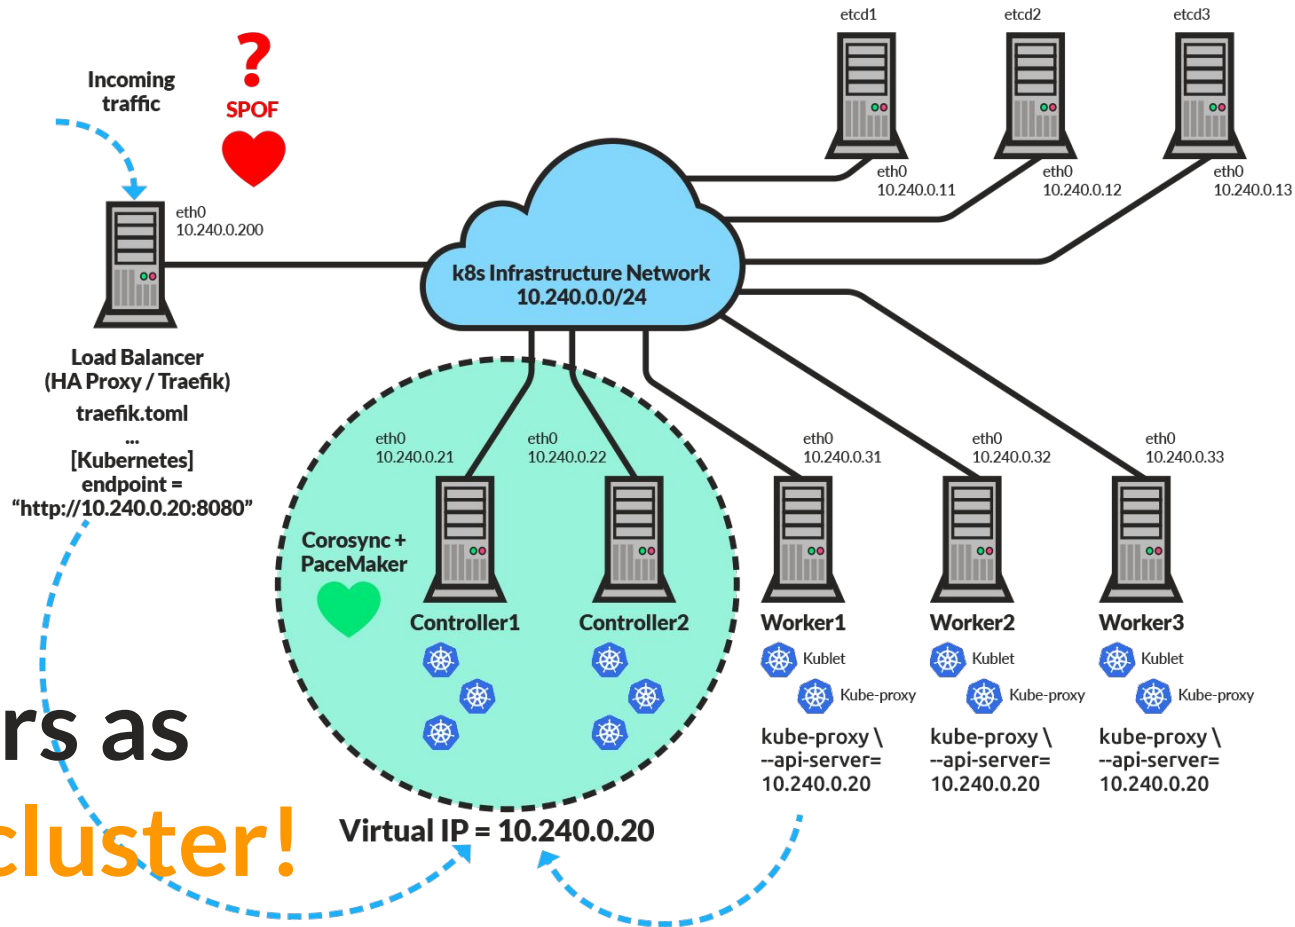 etcd1
etcd2
etcd3
?
SPOF
Incoming
traffic
eth0
10.240.0.11
eth0
10.240.0.12
eth0
10.240.0.13
eth0
10.240.0.200
k8s Infrastructure Network
10.240.0.0/24
Load Balancer
(HA Proxy / Traefik)
traefik.toml
...
[Kubernetes]
endpoint =
“http://10.240.0.20:8080”
eth0
10.240.0.21
eth0
10.240.0.22
eth0
10.240.0.31
eth0
10.240.0.32
eth0
10.240.0.33
Corosync +
PaceMaker
Controller1
Controller2
Worker1
Kublet
Kube-proxy
kube-proxy \
--api-server=
10.240.0.20
Worker2
Kublet
Kube-proxy
kube-proxy \
--api-server=
10.240.0.20
Worker3
Kublet
Kube-proxy
kube-proxy \
--api-server=
10.240.0.20
rs as
cluster!
Virtual IP = 10.240.0.20